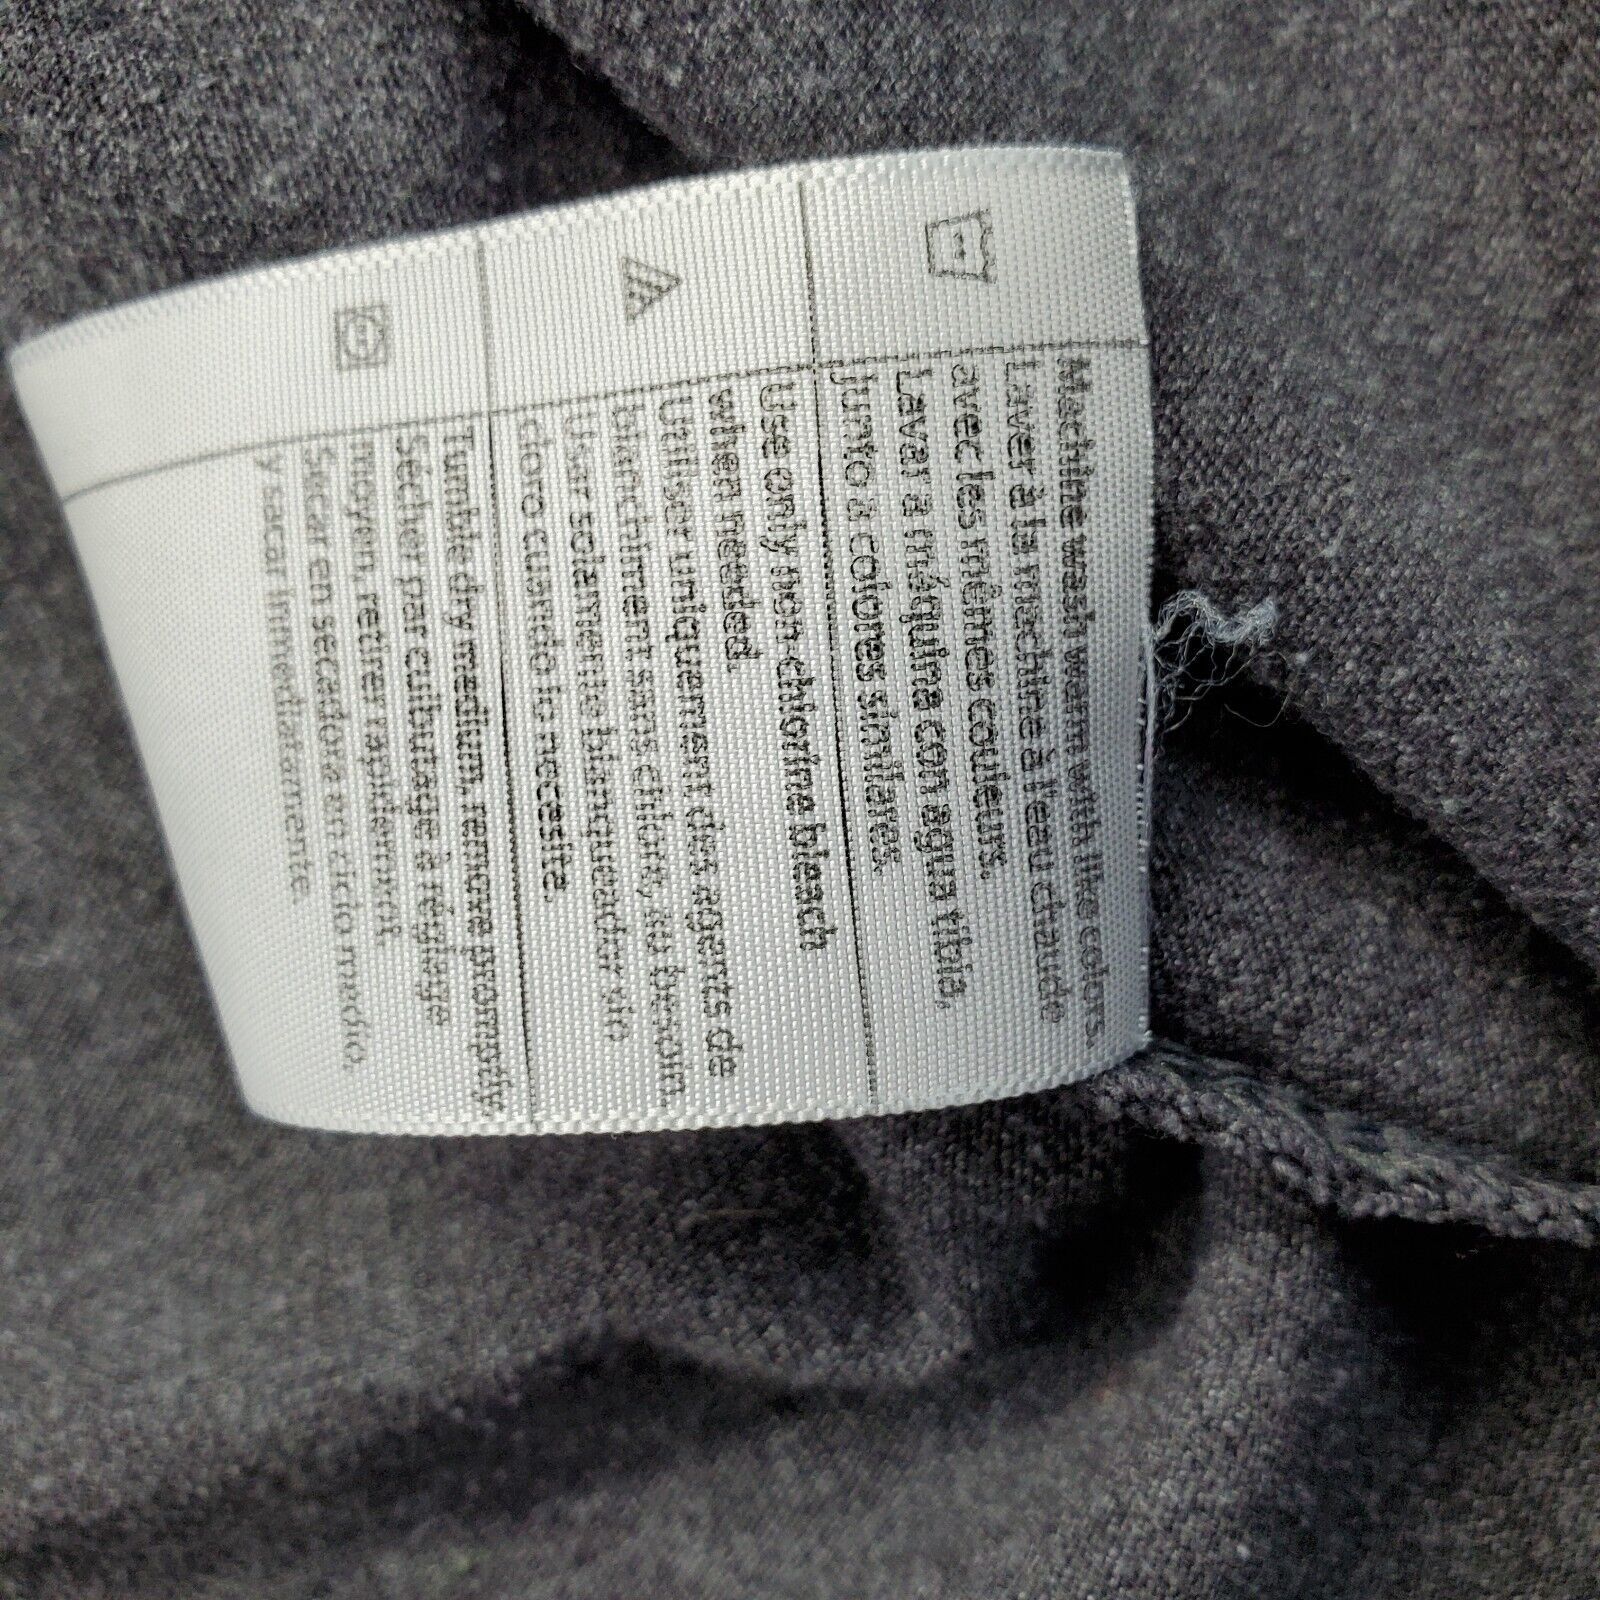 Machine wash warm with like colors.
Laver à la machine à l'eau chaude
avec les mêmes couleurs.
Lavar a máquina con agua tibia,
junto a colores similares.
Use only non-chlorine bleach
when needed.
Utiliser uniquement des agents de
blanchiment sans chlore, au besoin.
Usar solamente blanqueador sin
cloro cuando lo necesite.
Tumble dry medium, remove promptly.
Sécher par culbutage à réglage
moyen, retirer rapidement.
Secar en secadora en ciclo medio,
y sacar inmediatamente.